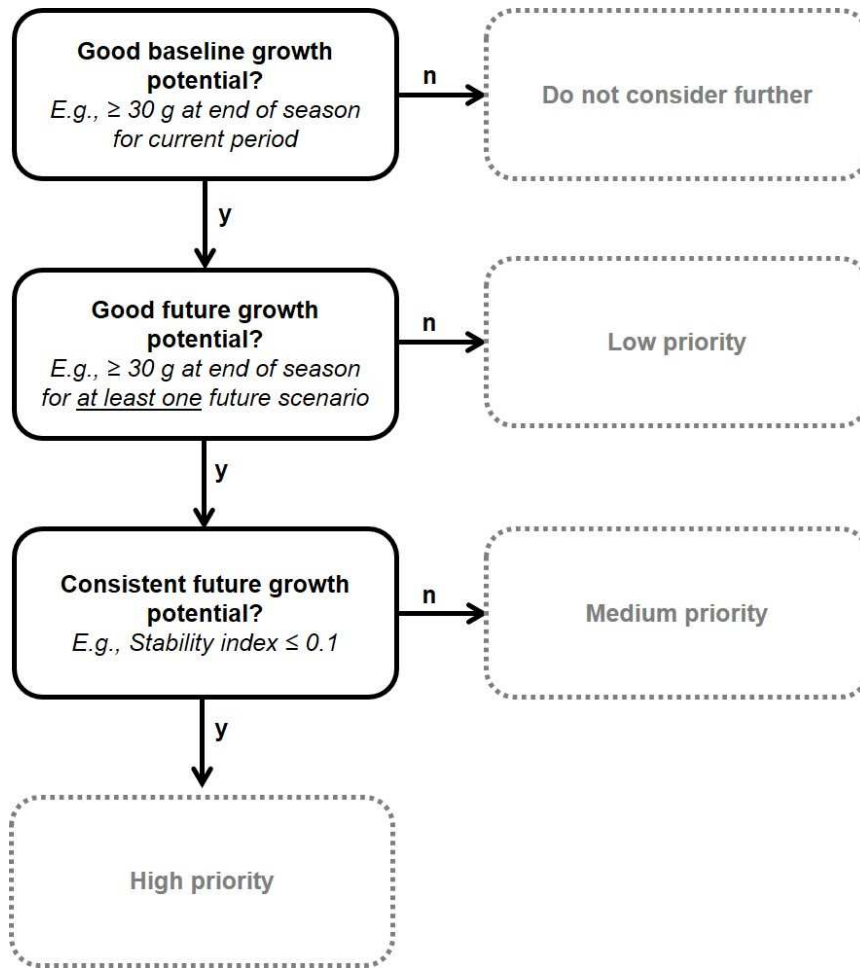 Good baseline growth
potential?
E.g., ≥ 30 g at end of season
for current period
n
Do not consider further
y
Good future growth
potential?
E.g., ≥ 30 g at end of season
for at least one future scenario
n
Low priority
y
Consistent future growth
potential?
E.g., Stability index ≤ 0.1
n
Medium priority
y
High priority